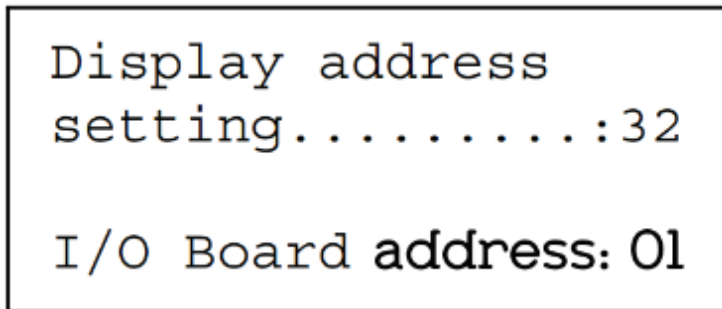 Display address
setting.........:32
I/O Board address: 01